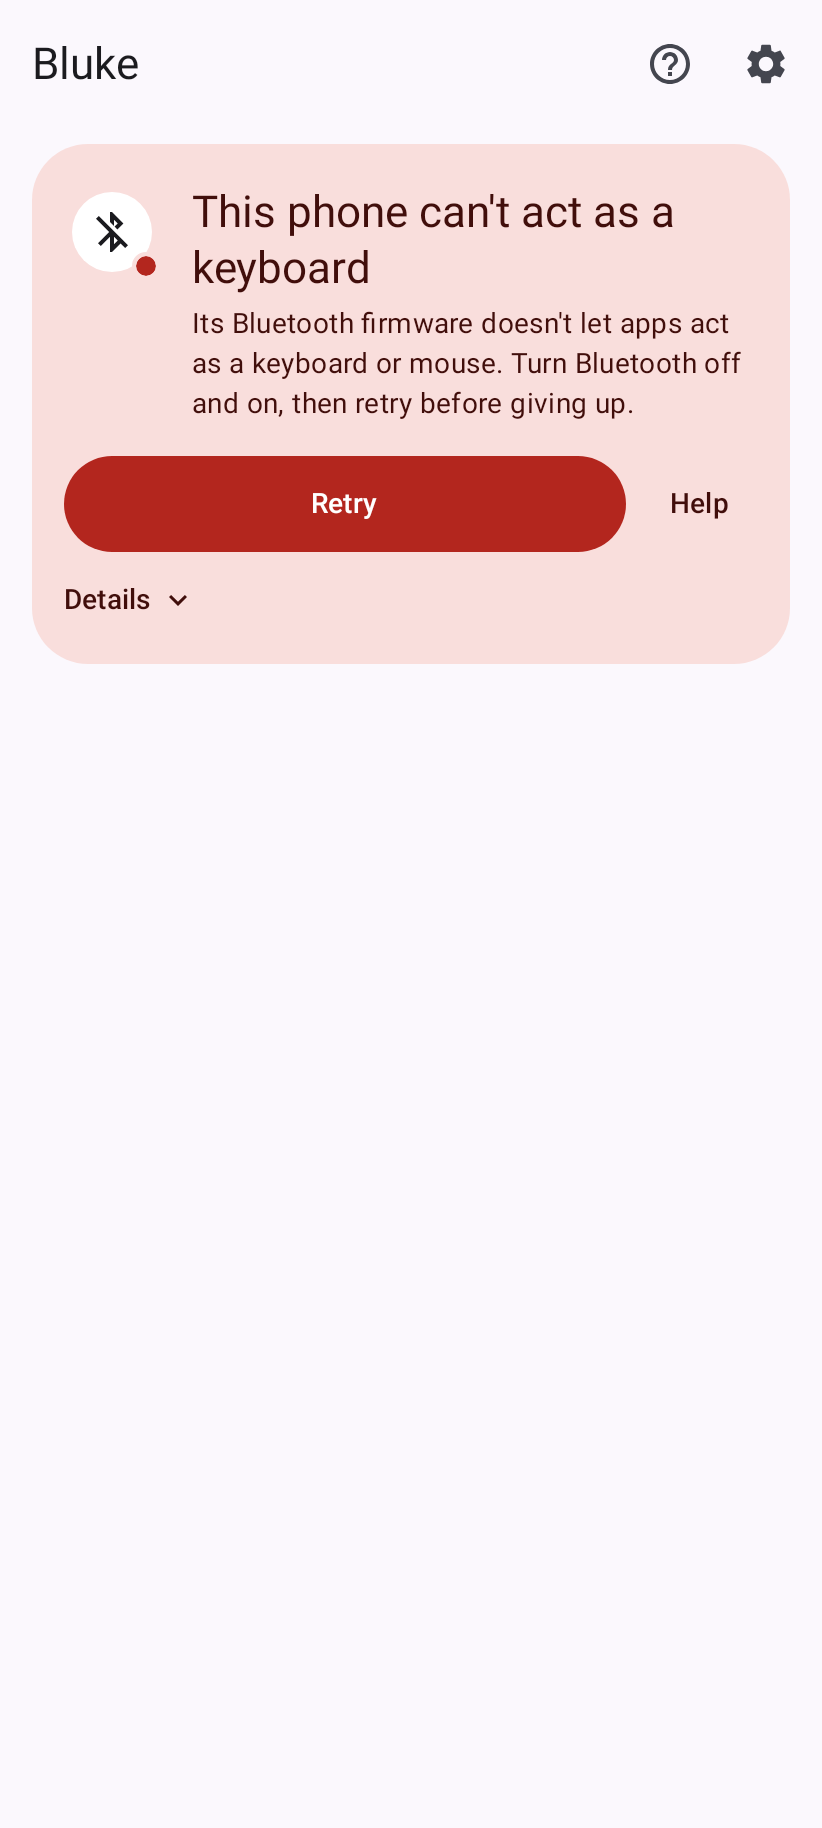 Bluke
This phone can't act as a
keyboard
Its Bluetooth firmware doesn't let apps act
as a keyboard or mouse. Turn Bluetooth off
and on, then retry before giving up.
Retry
Help
Details